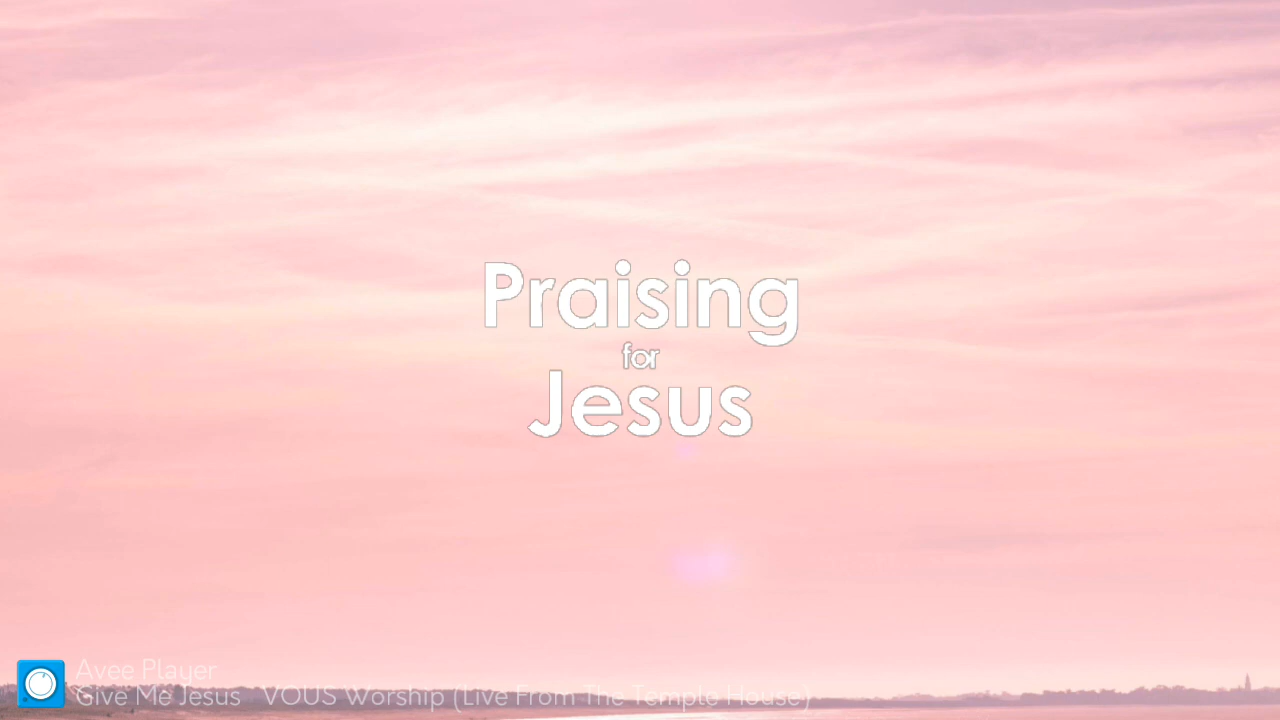 Praising
for
Jesus
Avee Player
Give Me Jesus VOUS Worship (Live From The Temple House)